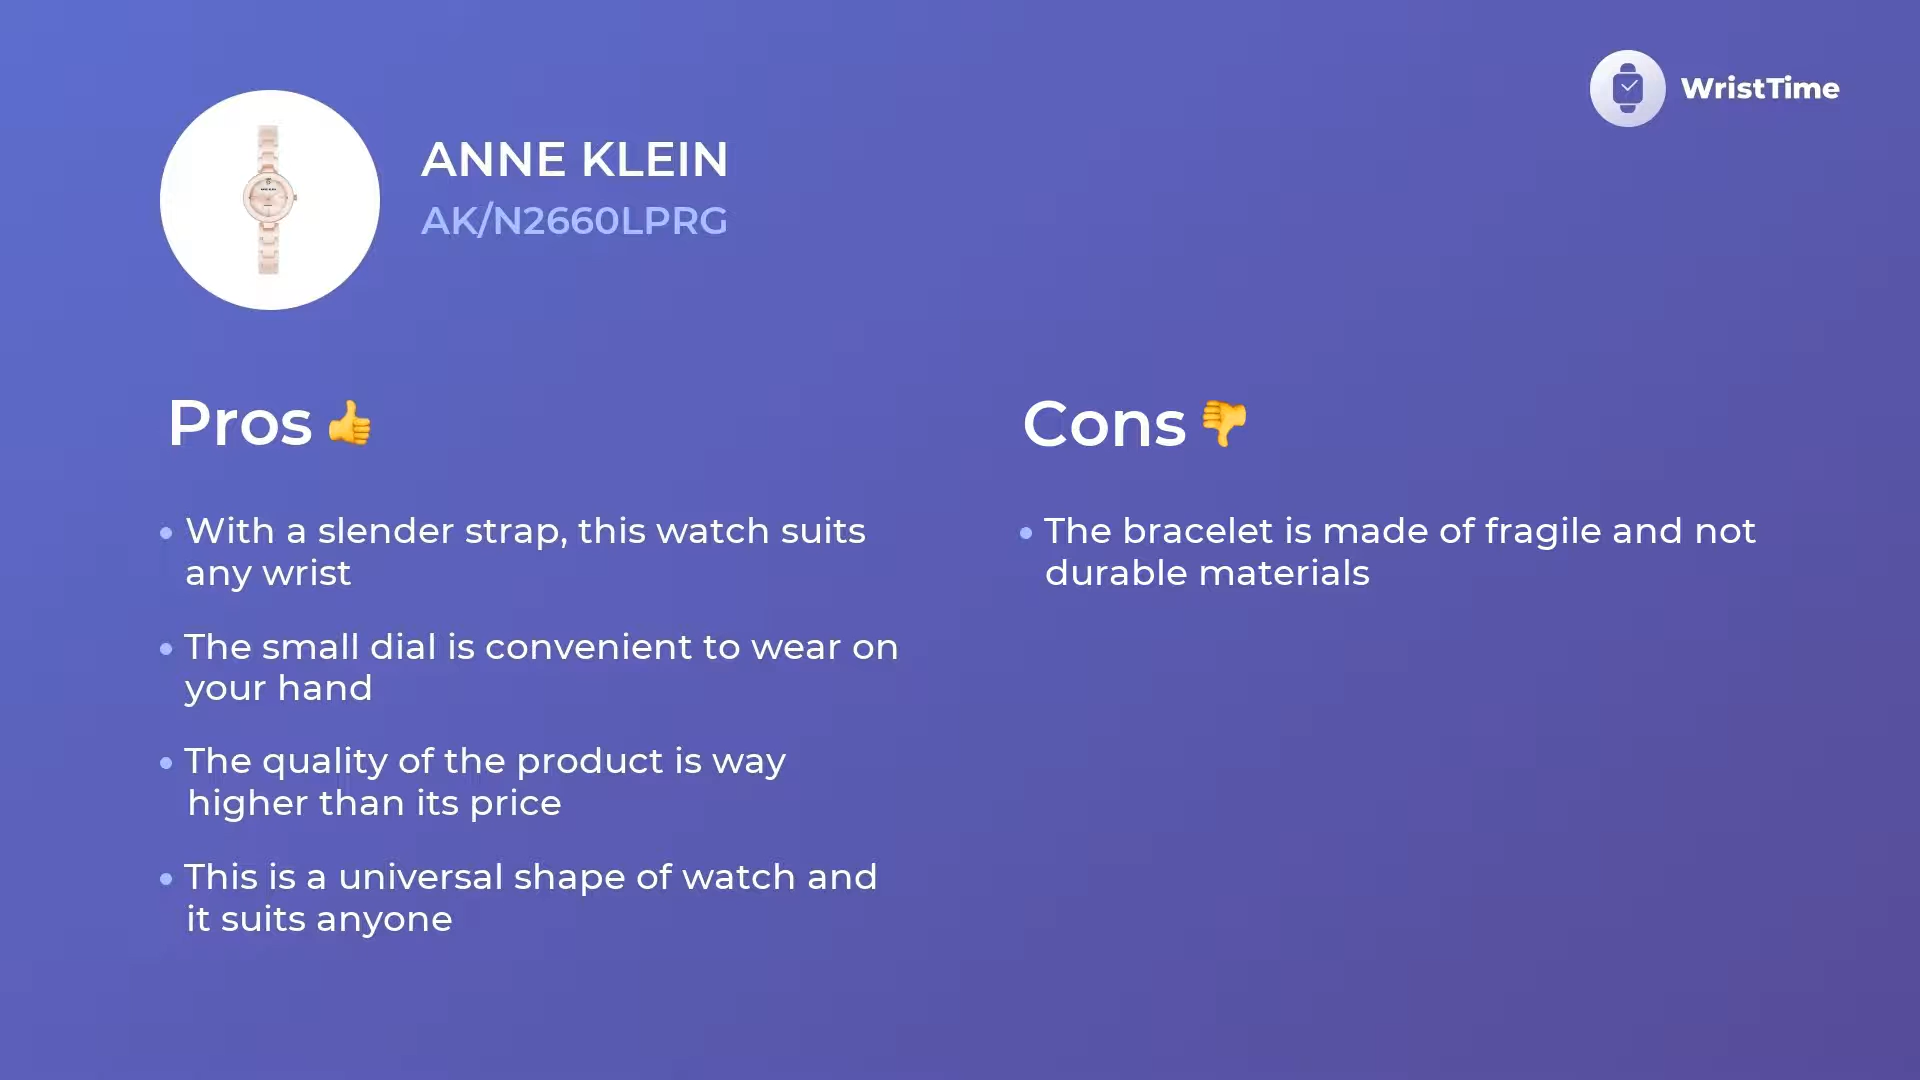 WristTime
ANNE KLEIN
AK/N2660LPRG
Pros
With a slender strap, this watch suits
any wrist
The small dial is convenient to wear on
your hand
The quality of the product is way
higher than its price
This is a universal shape of watch and
it suits anyone
Cons
The bracelet is made of fragile and not
durable materials